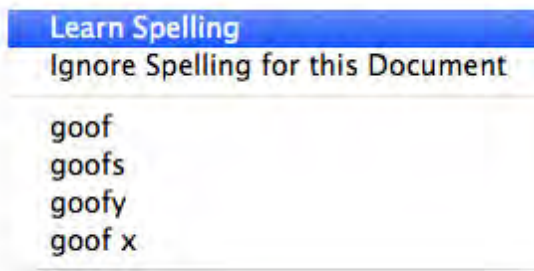 Learn Spelling
Ignore Spelling for this Document
goof
goofs
goofy
goof x